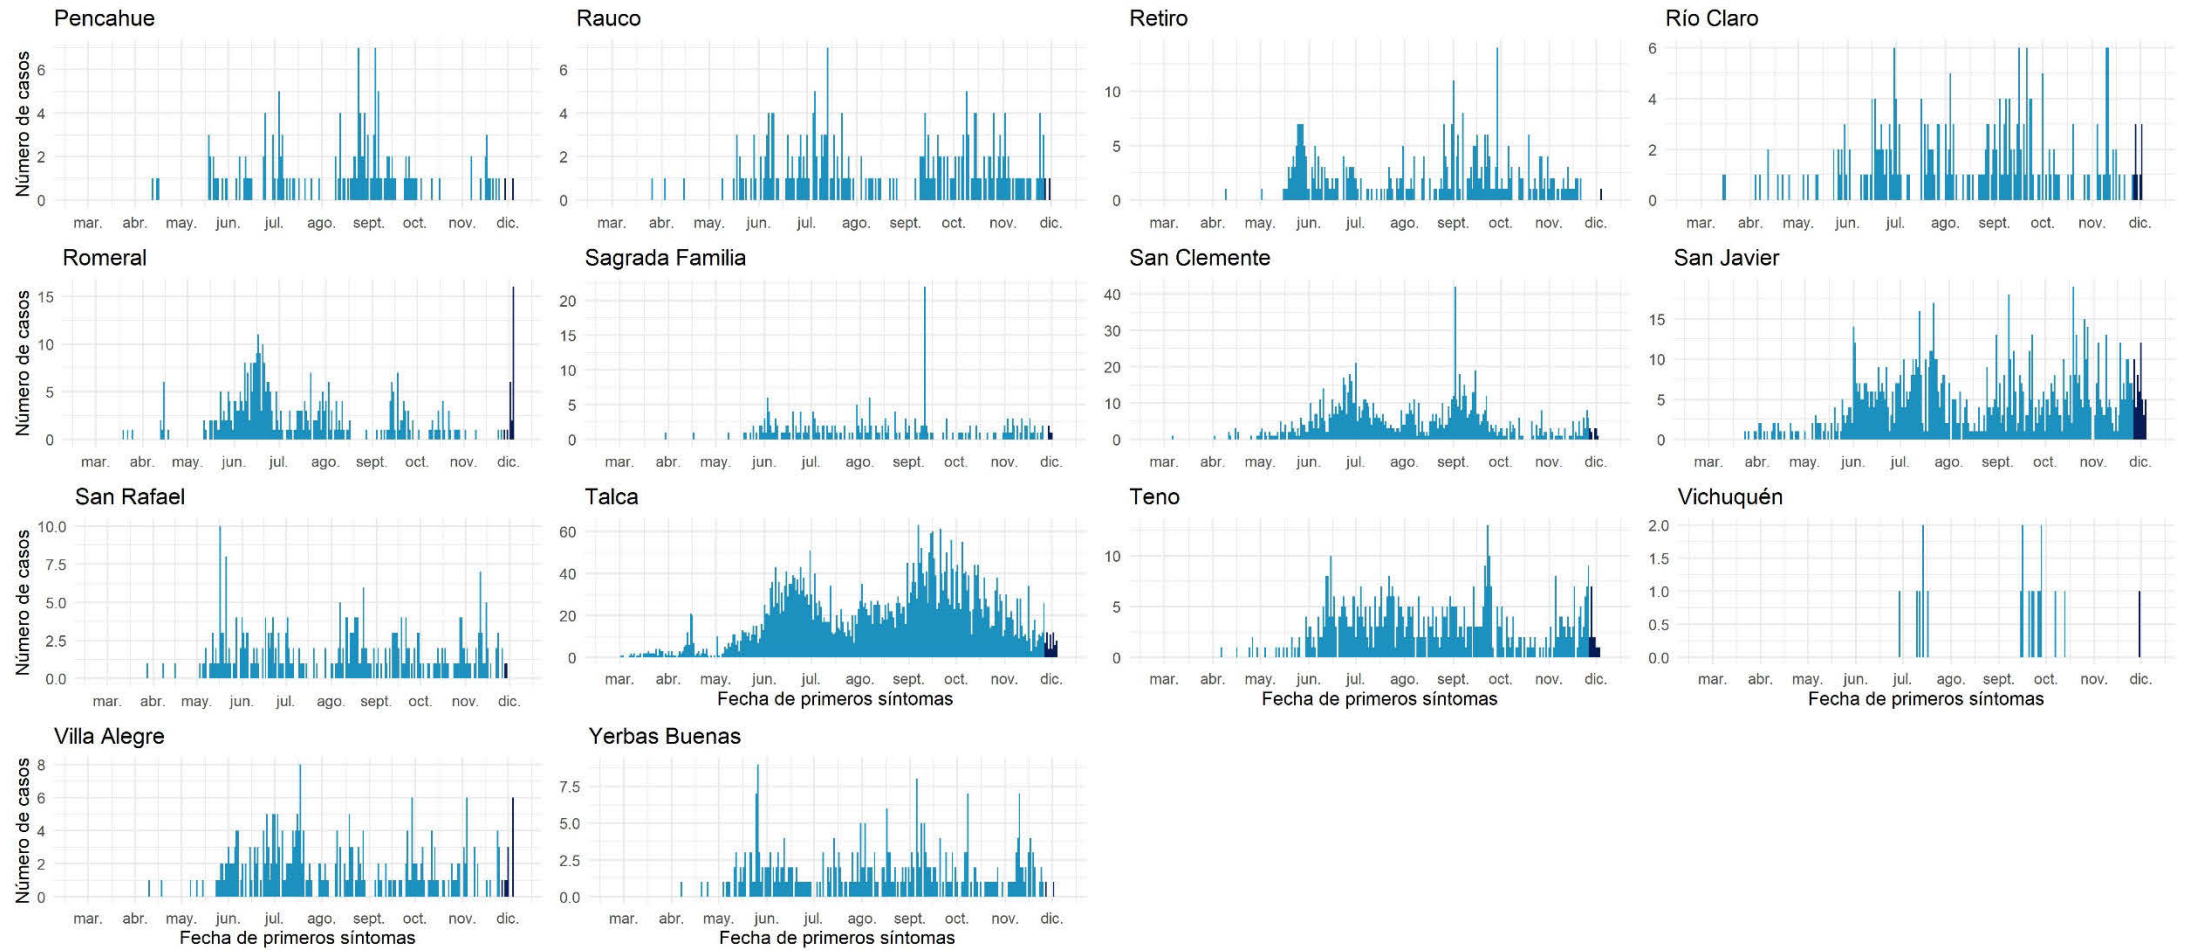 Pencahue
Número de casos
6
4
2
0
mar. abr. may. jun. jul. ago. sept. oct. nov. dic.
Rauco
6
4
2
0
mar. abr. may. jun. jul. ago. sept. oct. nov. dic.
Retiro
10
5
0
mar. abr. may. jun. jul. ago. sept. oct. nov. dic.
Río Claro
6
4
2
0
mar. abr. may. jun. jul. ago. sept. oct. nov. dic.
Romeral
Número de casos
15
10
5
0
mar. abr. may. jun. jul. ago. sept. oct. nov. dic.
Sagrada Familia
20
15
10
5
0
mar. abr. may. jun. jul. ago. sept. oct. nov. dic.
San Clemente
40
30
20
10
0
mar. abr. may. jun. jul. ago. sept. oct. nov. dic.
San Javier
15
10
5
0
mar. abr. may. jun. jul. ago. sept. oct. nov. dic.
San Rafael
Número de casos
10.0
7.5
5.0
2.5
0.0
mar. abr. may. jun. jul. ago. sept. oct. nov. dic.
Talca
60
40
20
0
mar. abr. may. jun. jul. ago. sept. oct. nov. dic.
Fecha de primeros síntomas
Teno
10
5
0
mar. abr. may. jun. jul. ago. sept. oct. nov. dic.
Fecha de primeros síntomas
Vichuquén
2.0
1.5
1.0
0.5
0.0
mar. abr. may. jun. jul. ago. sept. oct. nov. dic.
Fecha de primeros síntomas
Villa Alegre
Número de casos
8
6
4
2
0
mar. abr. may. jun. jul. ago. sept. oct. nov. dic.
Fecha de primeros síntomas
Yerbas Buenas
7.5
5.0
2.5
0.0
mar. abr. may. jun. jul. ago. sept. oct. nov. dic.
Fecha de primeros síntomas